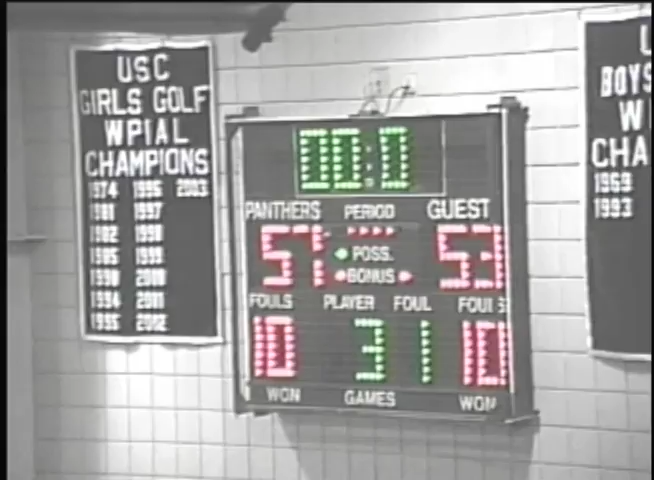 USC
GIRLS GOLF
WPIAL
CHAMPIONS
1974 1996 2003
1981 1997
1982 1998
1985 1999
1990 2000
1994 2001
1995 2002
00:0
PANTHERS PERIOD GUEST
57 POSS. 53
BONUS
FOULS PLAYER FOUL FOULS
10 3 1 10
WON GAMES WON
U
BOYS
WI
CHA
1959
1993